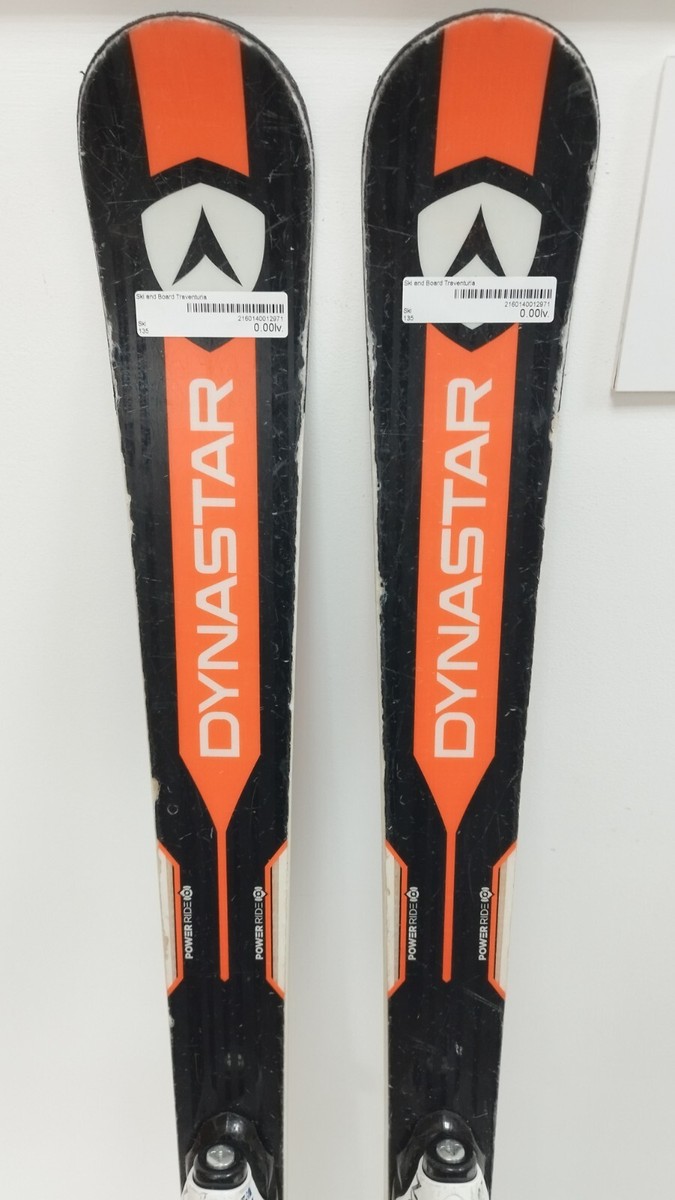 Ski and Board Traventuria
2160140012971
Ski
135
0.00lv.
DYNASTAR
POWER RIDE
POWER RIDE
Ski and Board Traventuria
2160140012971
Ski
135
0.00lv.
DYNASTAR
POWER RIDE
POWER RIDE